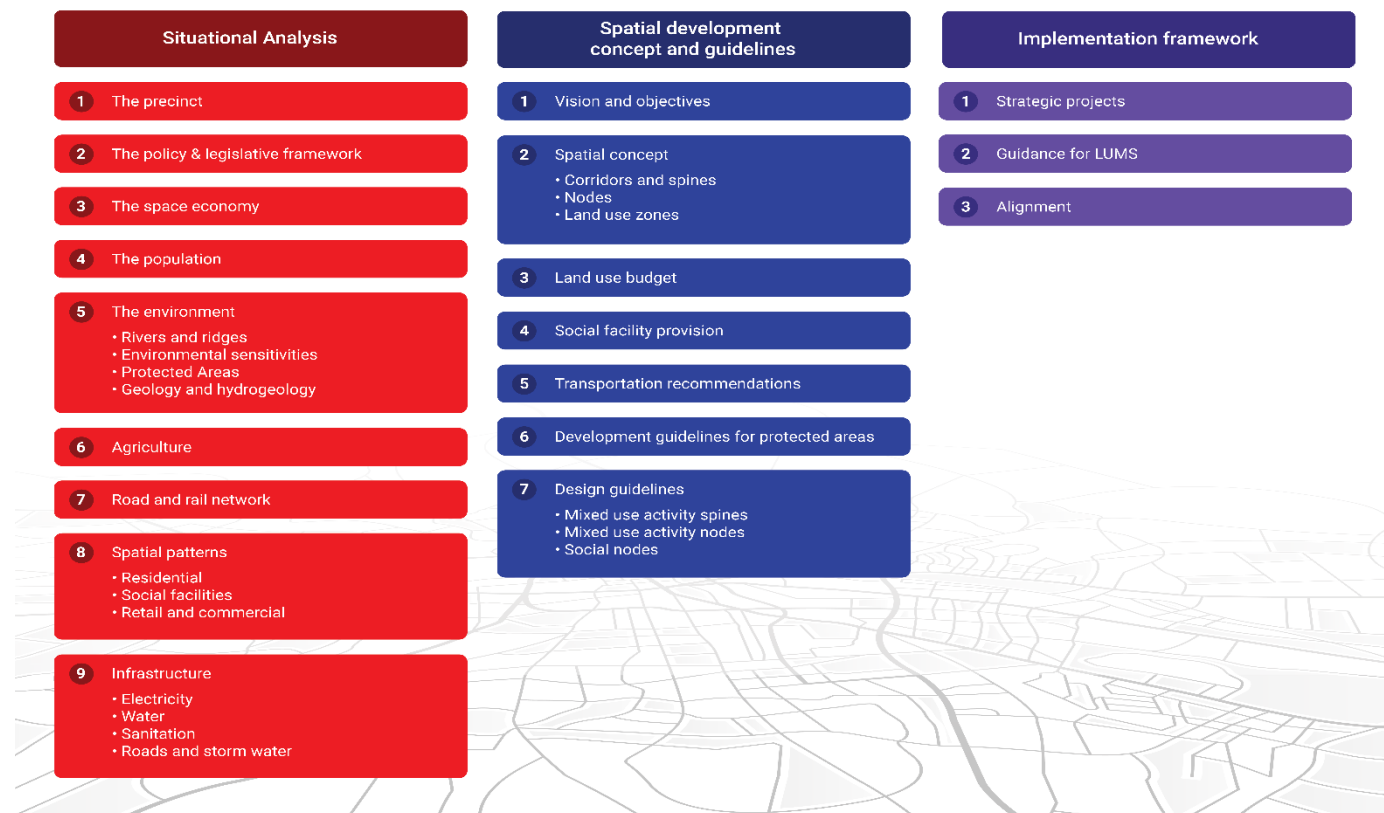 Situational Analysis
1 The precinct
2 The policy & legislative framework
3 The space economy
4 The population
5 The environment
• Rivers and ridges
• Environmental sensitivities
• Protected Areas
• Geology and hydrogeology
6 Agriculture
7 Road and rail network
8 Spatial patterns
• Residential
• Social facilities
• Retail and commercial
9 Infrastructure
• Electricity
• Water
• Sanitation
• Roads and storm water
Spatial development
concept and guidelines
1 Vision and objectives
2 Spatial concept
• Corridors and spines
• Nodes
• Land use zones
3 Land use budget
4 Social facility provision
5 Transportation recommendations
6 Development guidelines for protected areas
7 Design guidelines
• Mixed use activity spines
• Mixed use activity nodes
• Social nodes
Implementation framework
1 Strategic projects
2 Guidance for LUMS
3 Alignment